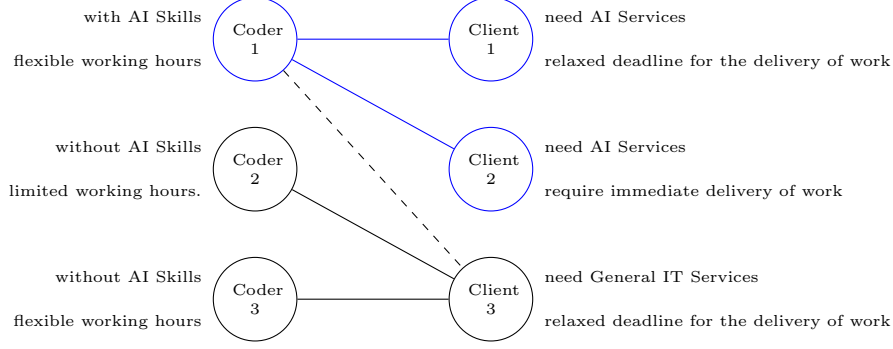 with AI Skills
Coder
1
Client
1
need AI Services
flexible working hours
relaxed deadline for the delivery of work
without AI Skills
Coder
2
Client
2
need AI Services
limited working hours.
require immediate delivery of work
without AI Skills
Coder
3
Client
3
need General IT Services
flexible working hours
relaxed deadline for the delivery of work